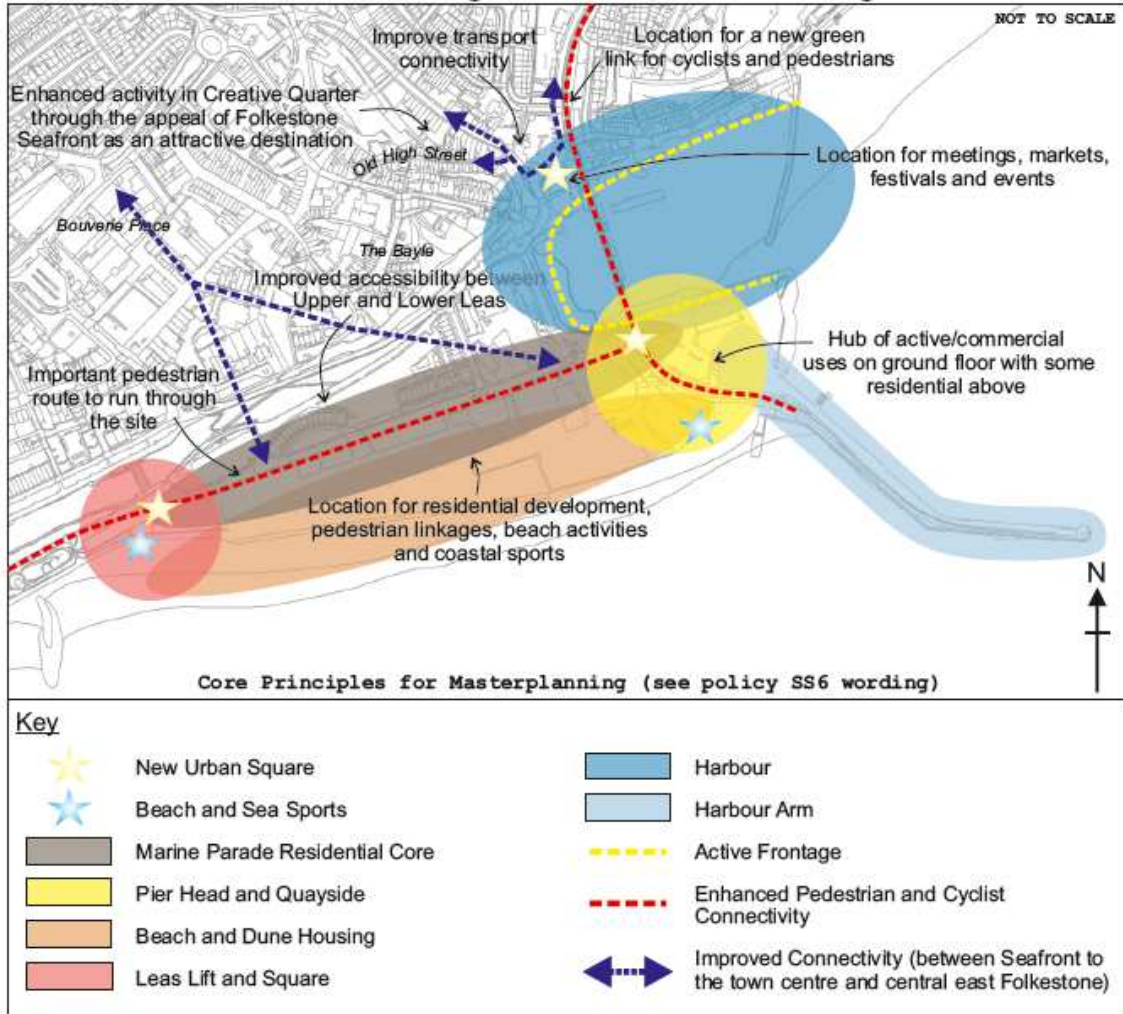 NOT TO SCALE
Improve transport
connectivity
Location for a new green
link for cyclists and pedestrians
Enhanced activity in Creative Quarter
through the appeal of Folkestone
Seafront as an attractive destination
Old High Street
Location for meetings, markets,
festivals and events
Bouverie Place
The Bayle
Improved accessibility between
Upper and Lower Leas
Hub of active/commercial
uses on ground floor with some
residential above
Important pedestrian
route to run through
the site
Location for residential development,
pedestrian linkages, beach activities
and coastal sports
N
Core Principles for Masterplanning (see policy SS6 wording)
Key
New Urban Square
Beach and Sea Sports
Marine Parade Residential Core
Pier Head and Quayside
Beach and Dune Housing
Leas Lift and Square
Harbour
Harbour Arm
Active Frontage
Enhanced Pedestrian and Cyclist
Connectivity
Improved Connectivity (between Seafront to
the town centre and central east Folkestone)